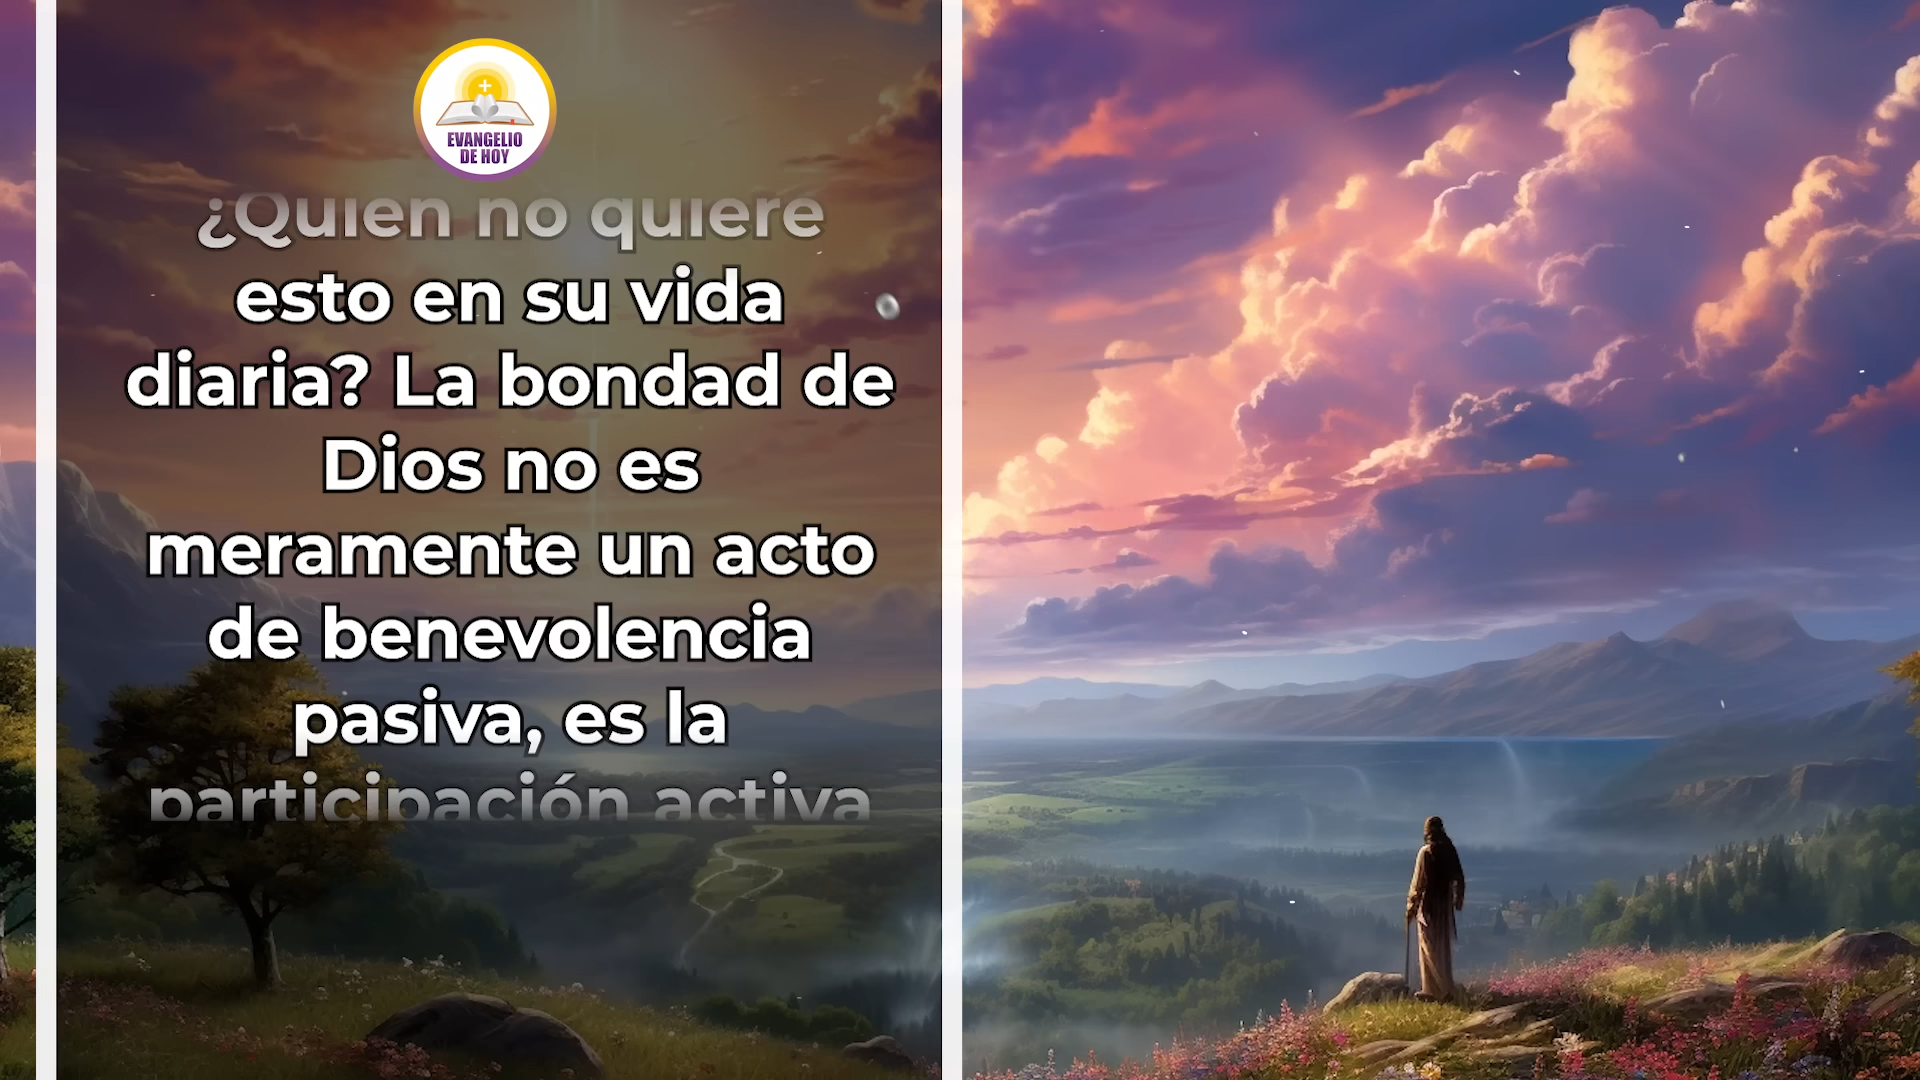 EVANGELIO
DE HOY
¿Quién no quiere
esto en su vida
diaria? La bondad de
Dios no es
meramente un acto
de benevolencia
pasiva, es la
participación activa